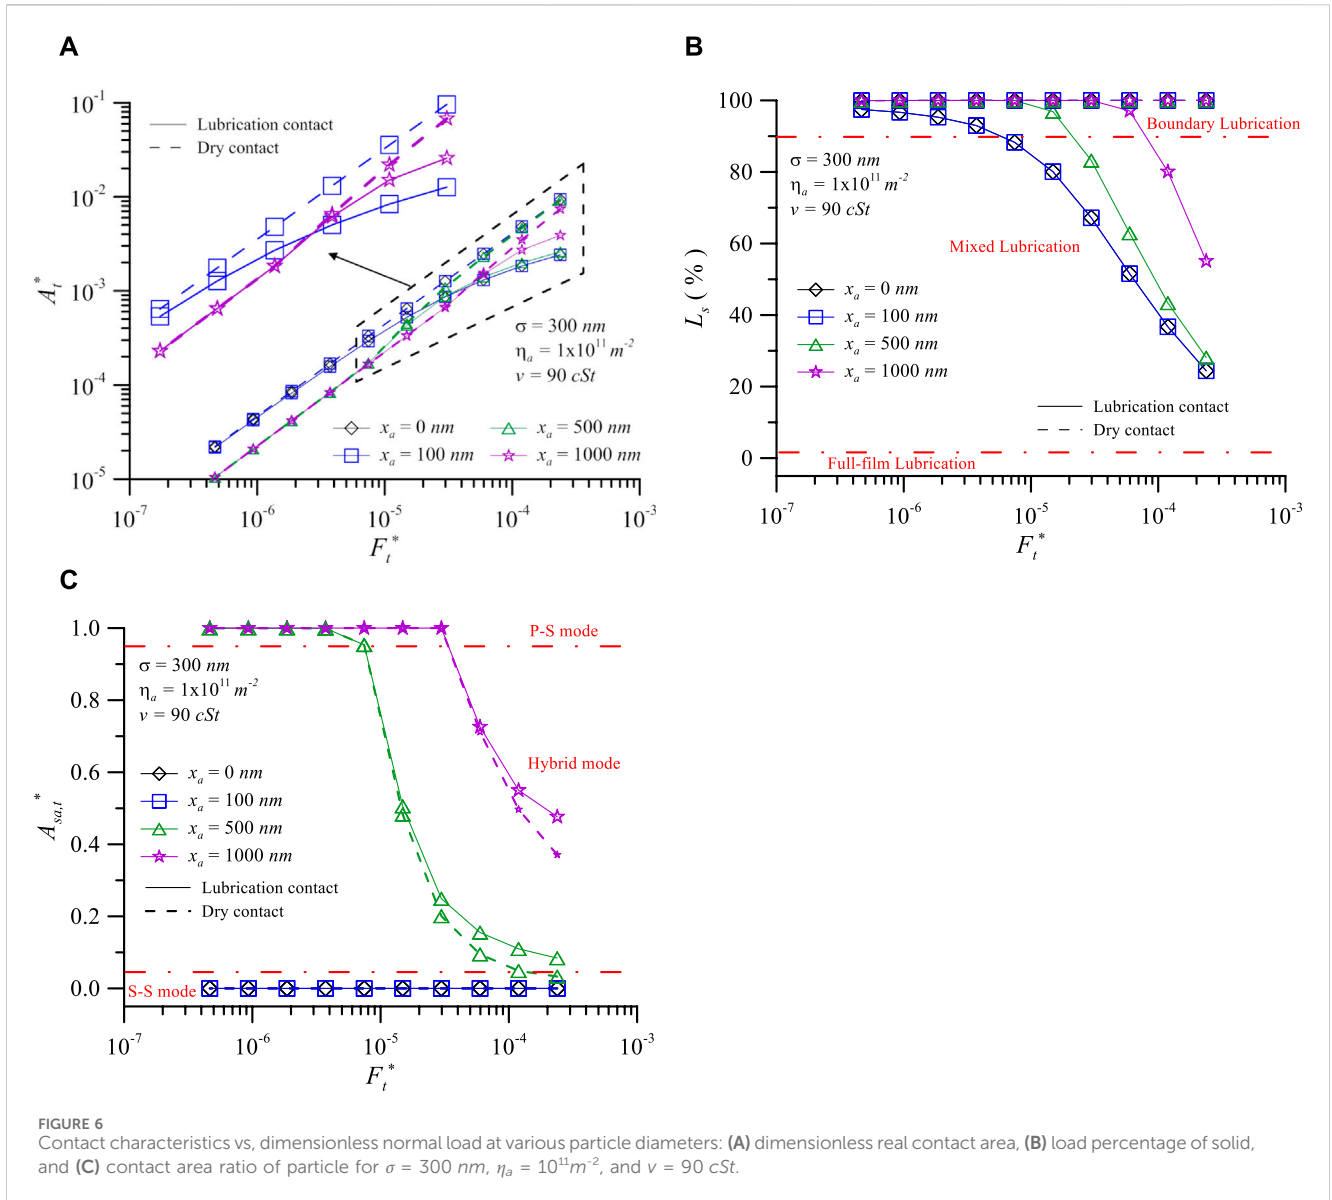 A
10^-1
10^-2
10^-3
10^-4
10^-5
A_t^*
Lubrication contact
Dry contact
σ = 300 nm
η_a = 1x10^11 m^-2
v = 90 cSt
x_a = 0 nm
x_a = 100 nm
x_a = 500 nm
x_a = 1000 nm
10^-7 10^-6 10^-5 10^-4 10^-3
F_t^*
B
100
80
60
40
20
0
L_s ( % )
Boundary Lubrication
σ = 300 nm
η_a = 1x10^11 m^-2
v = 90 cSt
Mixed Lubrication
x_a = 0 nm
x_a = 100 nm
x_a = 500 nm
x_a = 1000 nm
Lubrication contact
Dry contact
Full-film Lubrication
10^-7 10^-6 10^-5 10^-4 10^-3
F_t^*
C
1.0
0.8
0.6
0.4
0.2
0.0
A_sa,t^*
P-S mode
σ = 300 nm
η_a = 1x10^11 m^-2
v = 90 cSt
Hybrid mode
x_a = 0 nm
x_a = 100 nm
x_a = 500 nm
x_a = 1000 nm
Lubrication contact
Dry contact
S-S mode
10^-7 10^-6 10^-5 10^-4 10^-3
F_t^*
FIGURE 6
Contact characteristics vs, dimensionless normal load at various particle diameters: (A) dimensionless real contact area, (B) load percentage of solid,
and (C) contact area ratio of particle for σ = 300 nm, η_a = 10^11 m^-2, and v = 90 cSt.